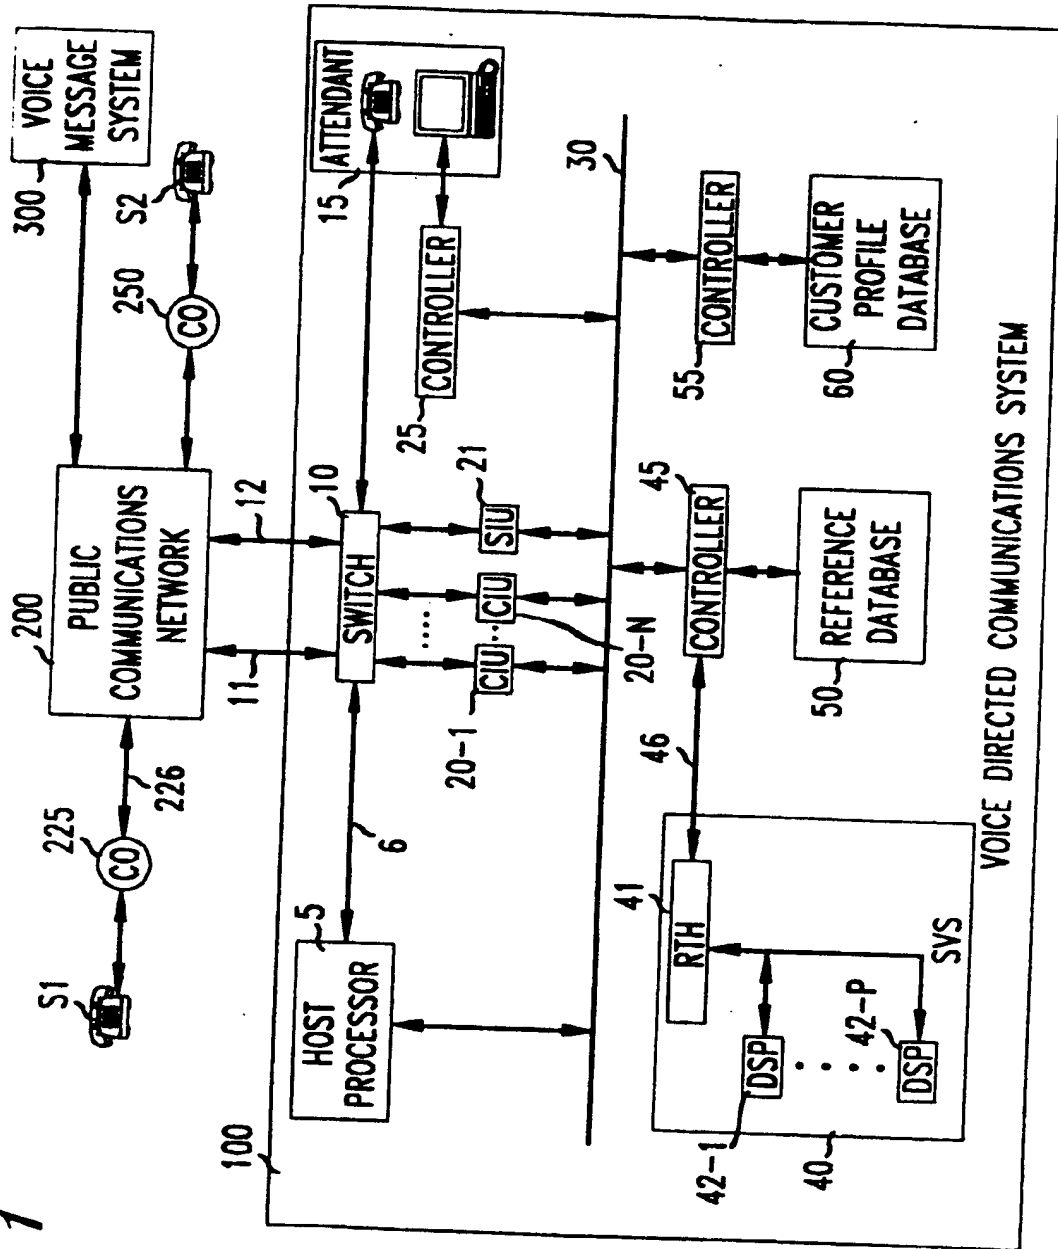 1
S1
225
CO
226
200
PUBLIC
COMMUNICATIONS
NETWORK
300
VOICE
MESSAGE
SYSTEM
250
CO
S2
100
11
12
HOST
PROCESSOR
5
6
SWITCH
10
15
ATTENDANT
20-1
CIU
....
..
CIU
20-N
SIU
21
25
CONTROLLER
30
40
42-1
DSP
....
DSP
42-P
RTH
41
SVS
46
CONTROLLER
45
50
REFERENCE
DATABASE
55
CONTROLLER
60
CUSTOMER
PROFILE
DATABASE
VOICE DIRECTED COMMUNICATIONS SYSTEM